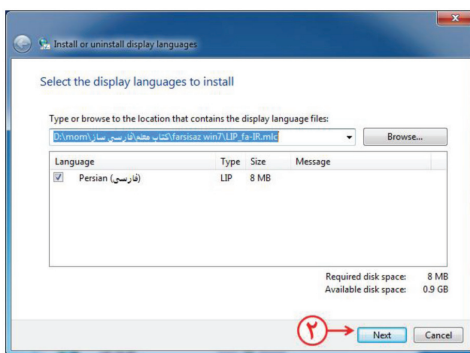 Install or uninstall display languages
Select the display languages to install
Type or browse to the location that contains the display language files:
D:\mom\کتاب معلم\فارسی ساز\farsisaz win7\LIP_fa-IR.mlc Browse...
Language Type Size Message
Persian (فارسی) LIP 8 MB
Required disk space: 8 MB
Available disk space: 0.9 GB
۲ Next Cancel